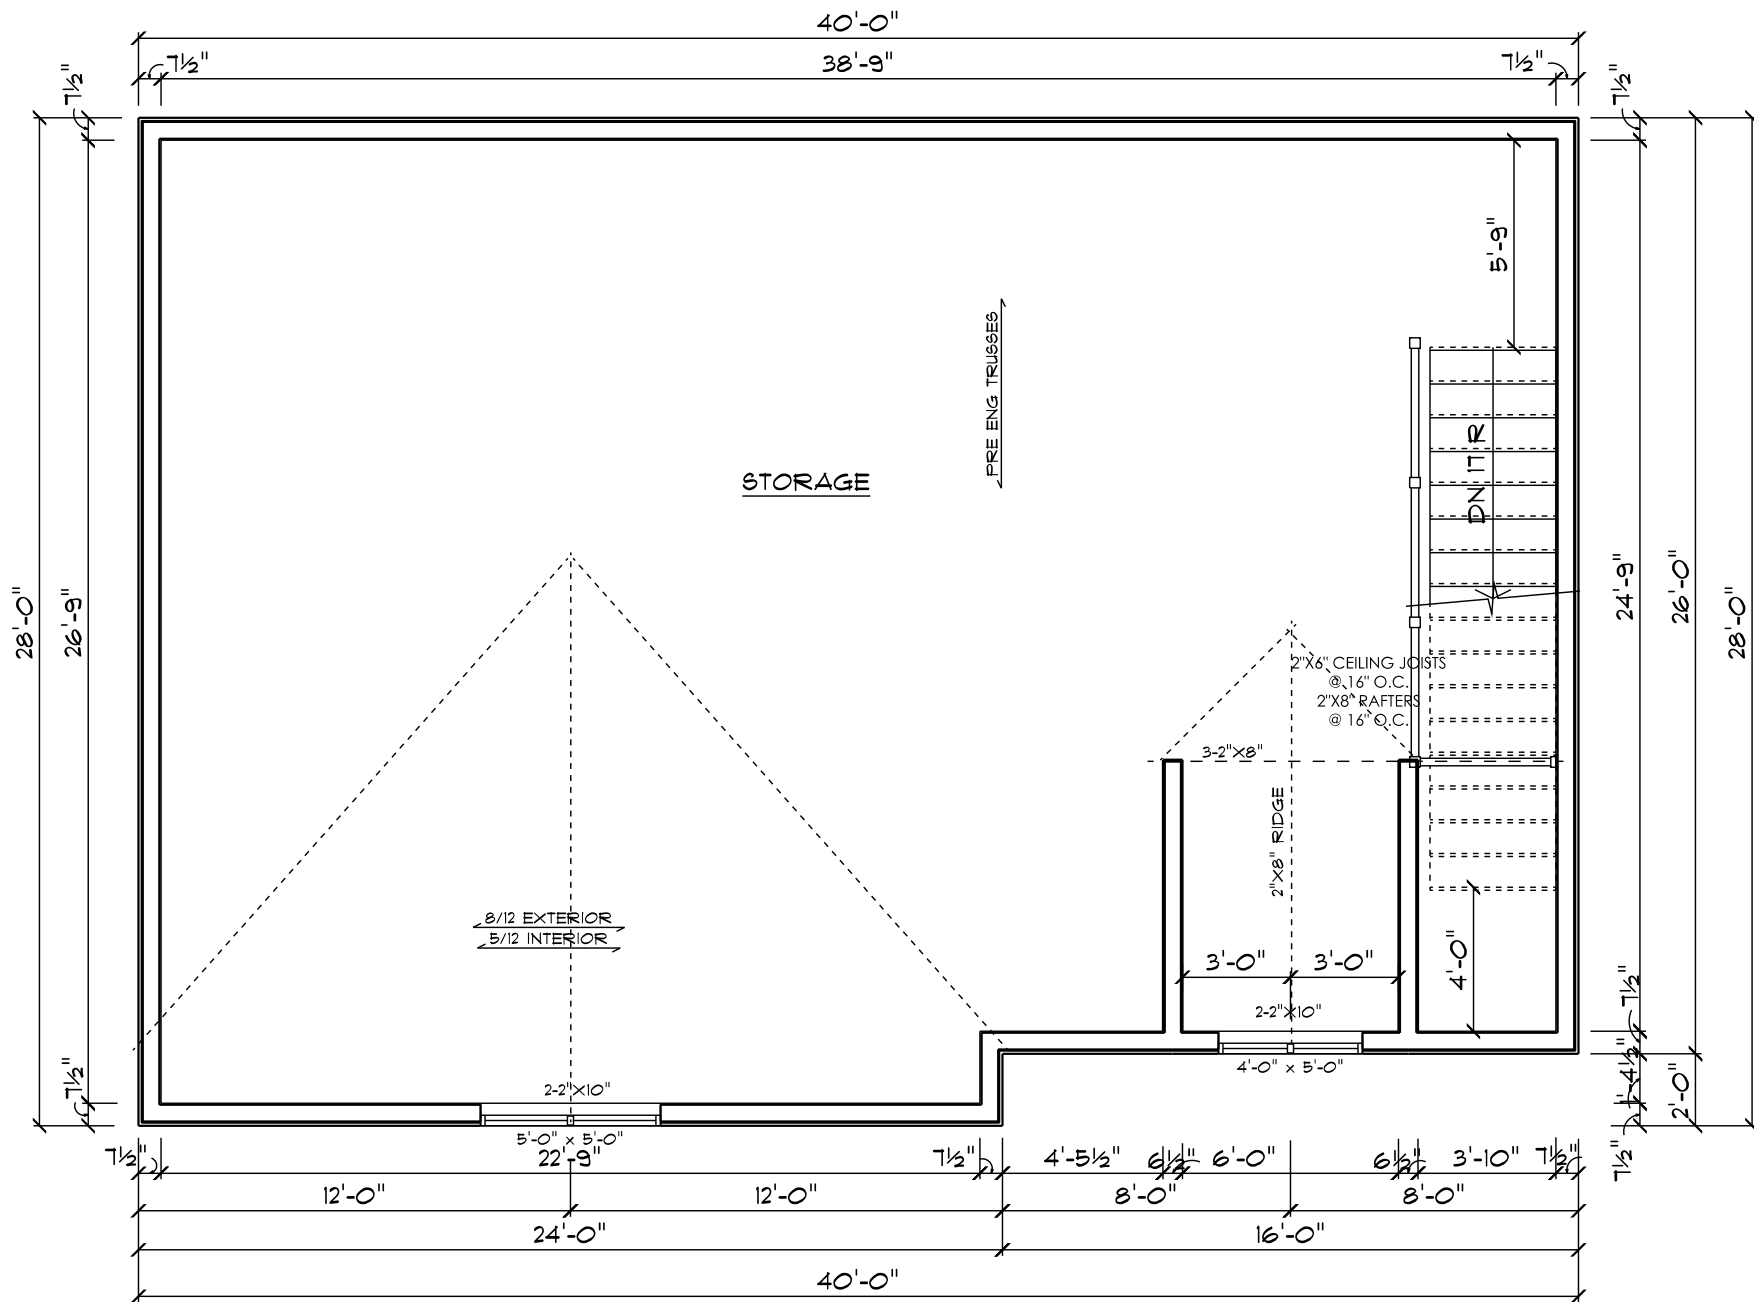 40'-0"
7½" 38'-9" 7½"
7½"
7½"
5'-9"
PRE ENG TRUSSES
STORAGE
DN 17 R
28'-0"
26'-9"
24'-9"
26'-0"
28'-0"
2"X6" CEILING JOISTS
@ 16" O.C.
2"X8" RAFTERS
@ 16" O.C.
3-2"X8"
2"X8" RIDGE
8/12 EXTERIOR
5/12 INTERIOR
3'-0" 3'-0"
4'-0"
2-2"X10"
4'-0" x 5'-0"
7½"
1'-4½"
2'-0"
7½"
7½"
2-2"X10"
5'-0" x 5'-0"
7½" 22'-9" 7½" 4'-5½" 6½" 6'-0" 6½" 3'-10" 7½"
12'-0" 12'-0" 8'-0" 8'-0"
24'-0" 16'-0"
40'-0"